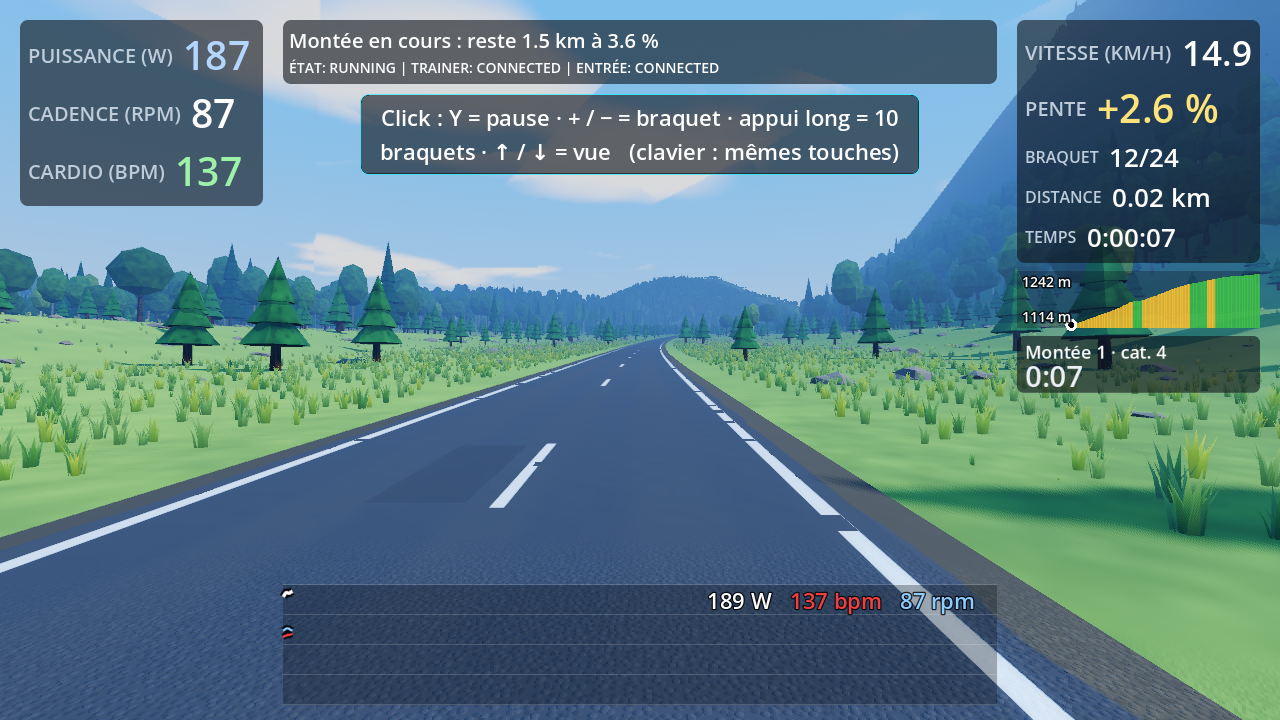 PUISSANCE (W) 187
CADENCE (RPM) 87
CARDIO (BPM) 137
Montée en cours : reste 1.5 km à 3.6 %
ÉTAT: RUNNING | TRAINER: CONNECTED | ENTRÉE: CONNECTED
Click : Y = pause · + / − = braquet · appui long = 10
braquets · ↑ / ↓ = vue (clavier : mêmes touches)
VITESSE (KM/H) 14.9
PENTE +2.6 %
BRAQUET 12/24
DISTANCE 0.02 km
TEMPS 0:00:07
1242 m
1114 m
Montée 1 · cat. 4
0:07
189 W 137 bpm 87 rpm